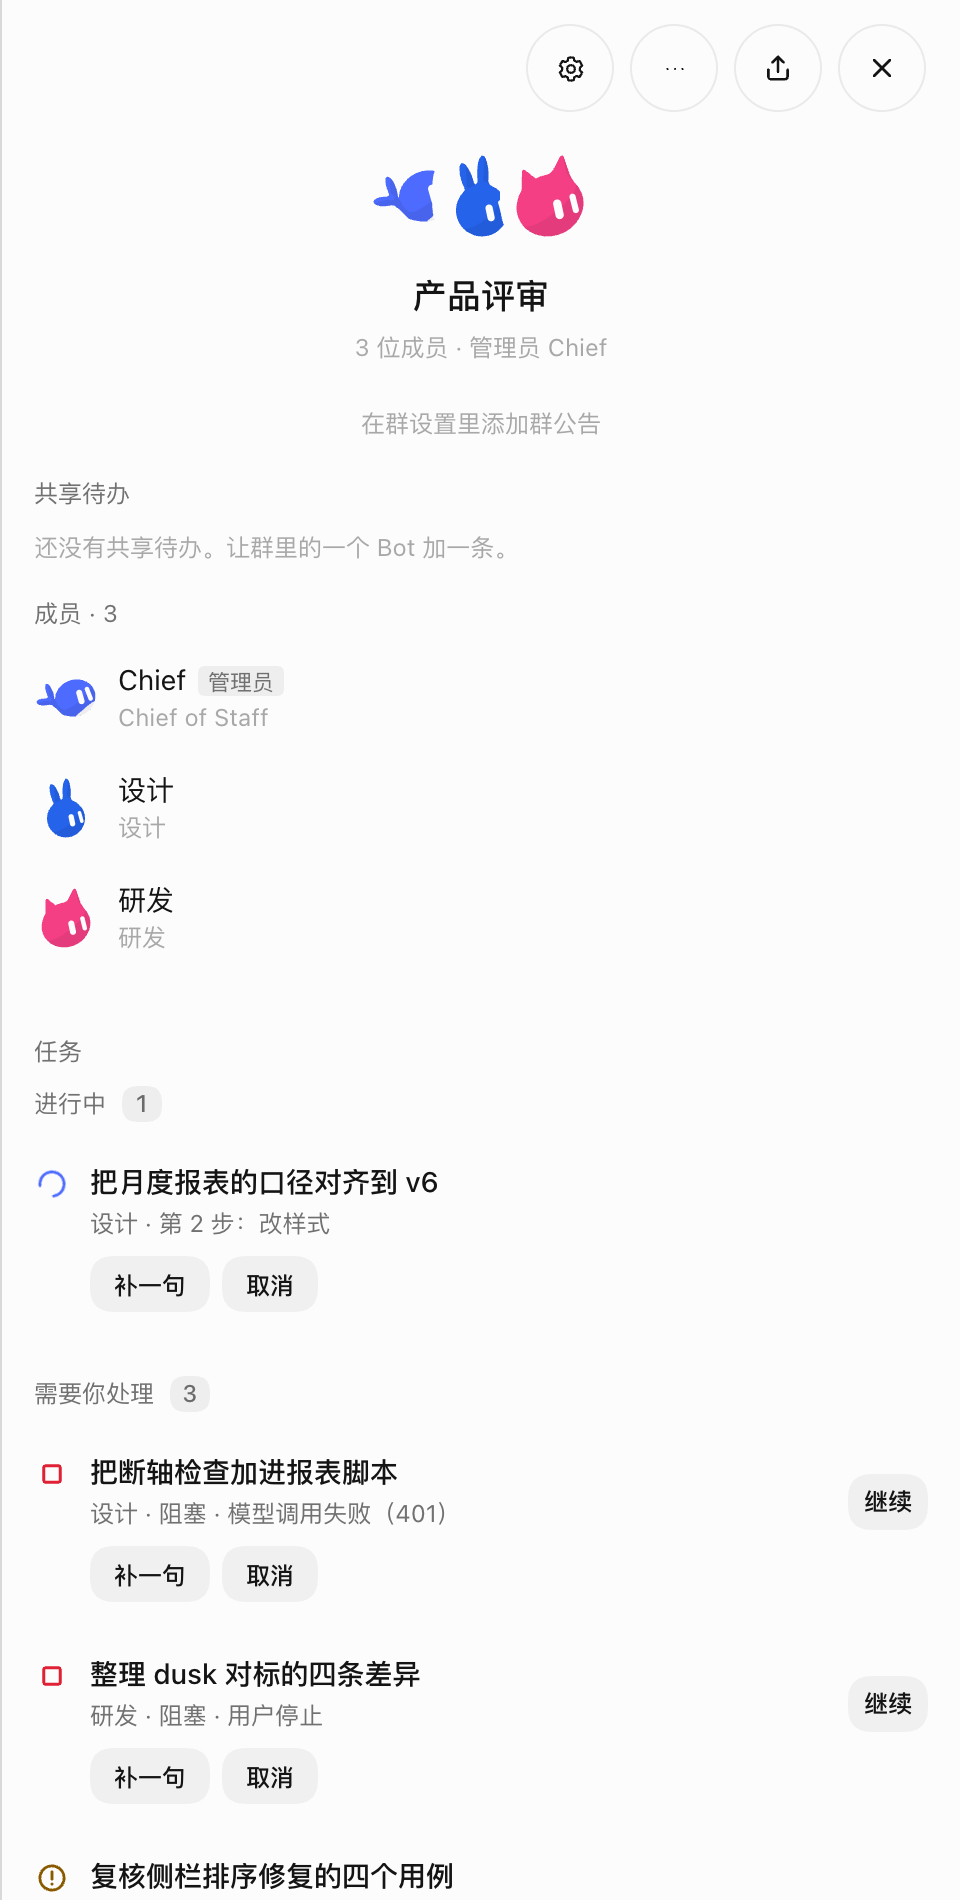 产品评审
3 位成员 · 管理员 Chief
在群设置里添加群公告
共享待办
还没有共享待办。让群里的一个 Bot 加一条。
成员 · 3
Chief 管理员
Chief of Staff
设计
设计
研发
研发
任务
进行中 1
把月度报表的口径对齐到 v6
设计 · 第 2 步：改样式
补一句 取消
需要你处理 3
把断轴检查加进报表脚本
设计 · 阻塞 · 模型调用失败（401）
继续
补一句 取消
整理 dusk 对标的四条差异
研发 · 阻塞 · 用户停止
继续
补一句 取消
复核侧栏排序修复的四个用例